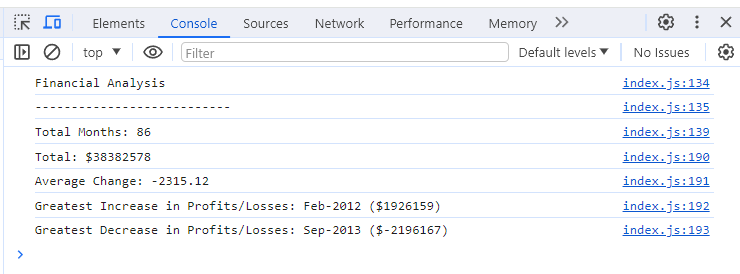 Elements Console Sources Network Performance Memory
top Filter Default levels No Issues
Financial Analysis index.js:134
--------------------------- index.js:135
Total Months: 86 index.js:139
Total: $38382578 index.js:190
Average Change: -2315.12 index.js:191
Greatest Increase in Profits/Losses: Feb-2012 ($1926159) index.js:192
Greatest Decrease in Profits/Losses: Sep-2013 ($-2196167) index.js:193